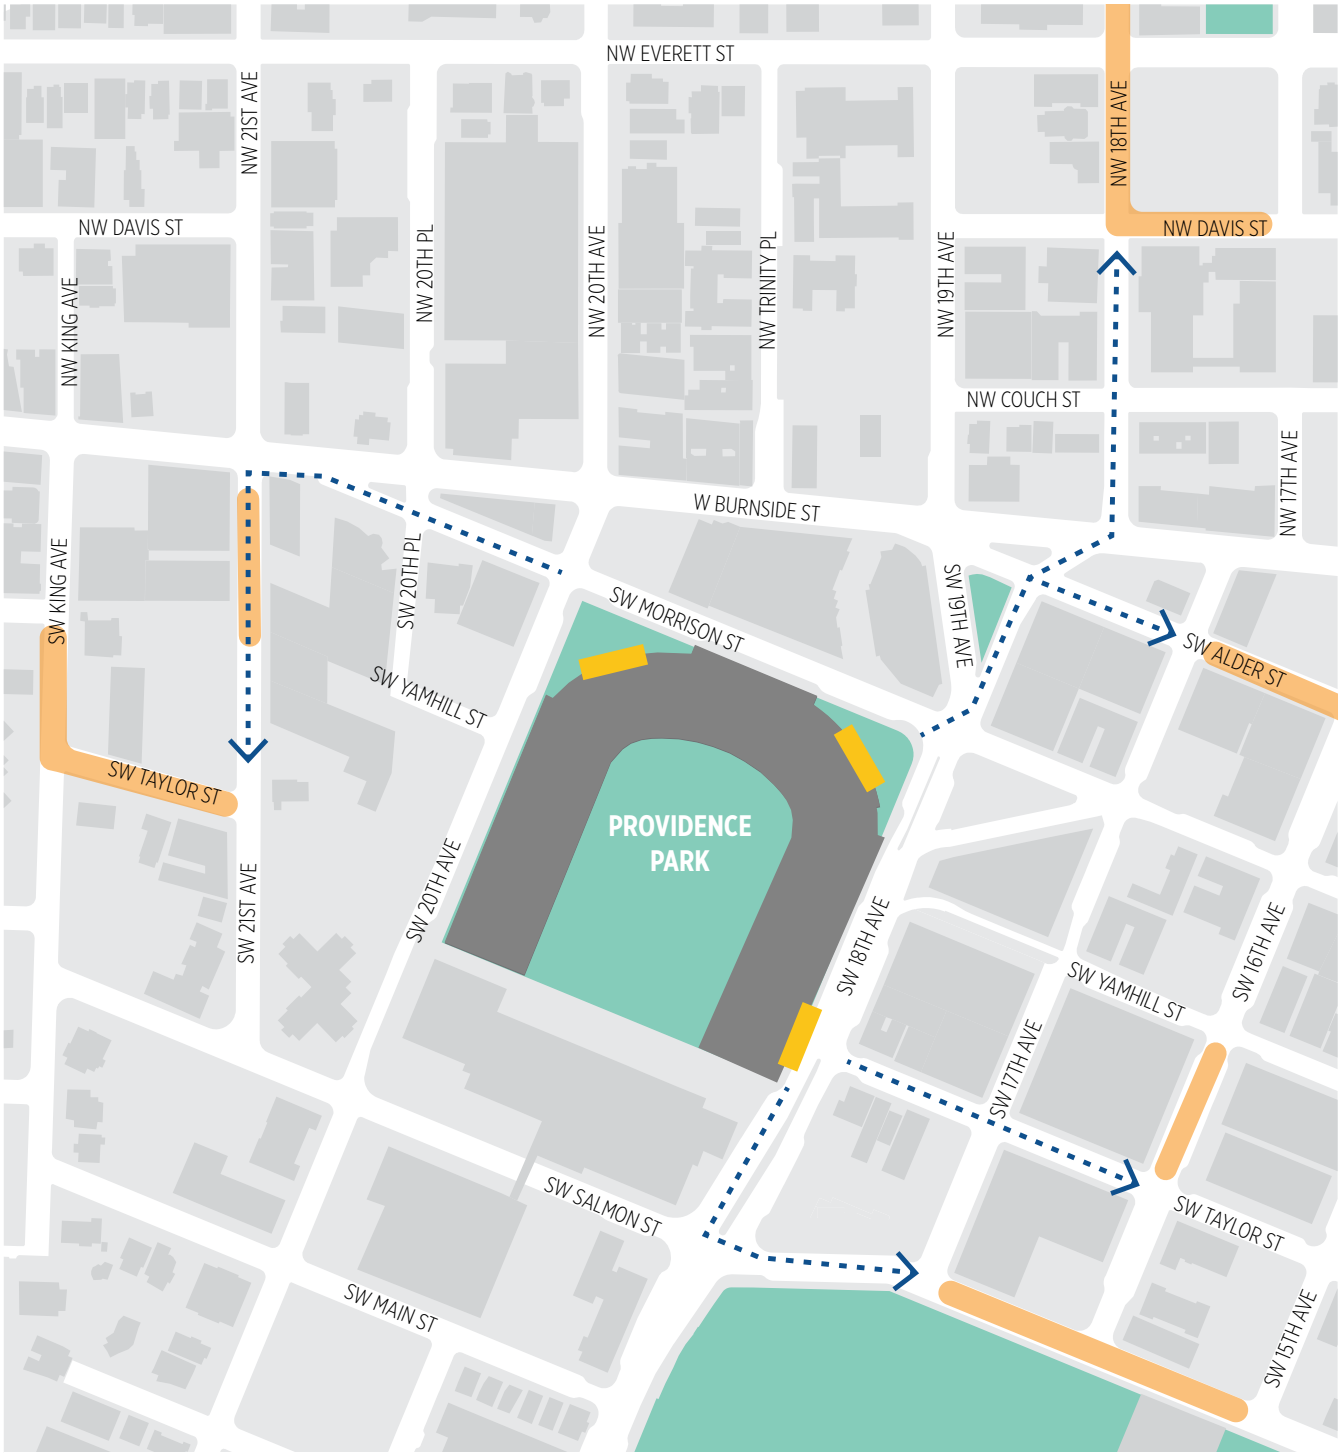 NW EVERETT ST
NW 21ST AVE
NW 18TH AVE
NW DAVIS ST
NW DAVIS ST
NW KING AVE
NW 20TH PL
NW 20TH AVE
NW TRINITY PL
NW 19TH AVE
NW COUCH ST
NW 17TH AVE
W BURNSIDE ST
SW KING AVE
SW 20TH PL
SW MORRISON ST
SW 19TH AVE
SW ALDER ST
SW YAMHILL ST
SW TAYLOR ST
PROVIDENCE
PARK
SW 21ST AVE
SW 20TH AVE
SW 18TH AVE
SW 16TH AVE
SW YAMHILL ST
SW 17TH AVE
SW SALMON ST
SW TAYLOR ST
SW MAIN ST
SW 15TH AVE